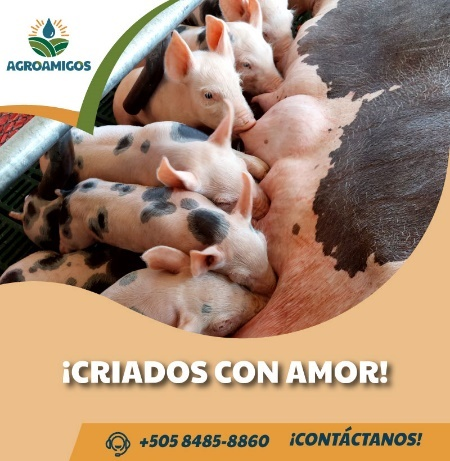 AGROAMIGOS
¡CRIADOS CON AMOR!
+505 8485-8860 ¡CONTÁCTANOS!